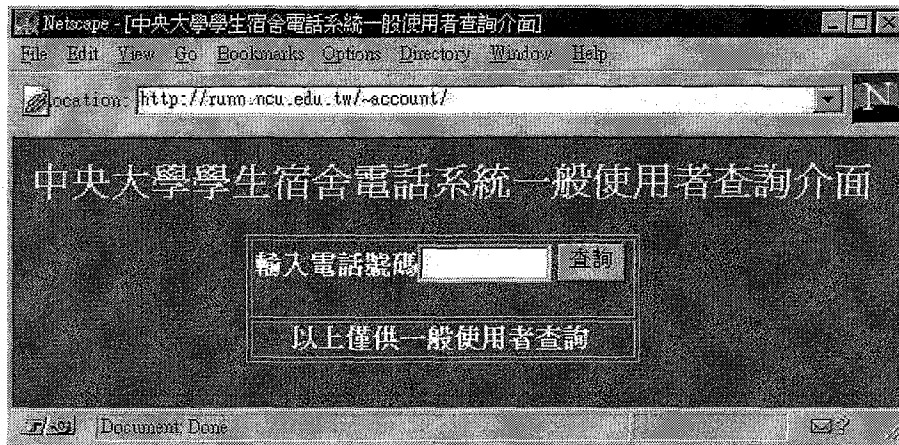 Netscape - [中央大學學生宿舍電話系統一般使用者查詢介面]
File Edit View Go Bookmarks Options Directory Window Help
Location: http://runn.ncu.edu.tw/~account/
N
中央大學學生宿舍電話系統一般使用者查詢介面
輸入電話號碼 查詢
以上僅供一般使用者查詢
Document: Done